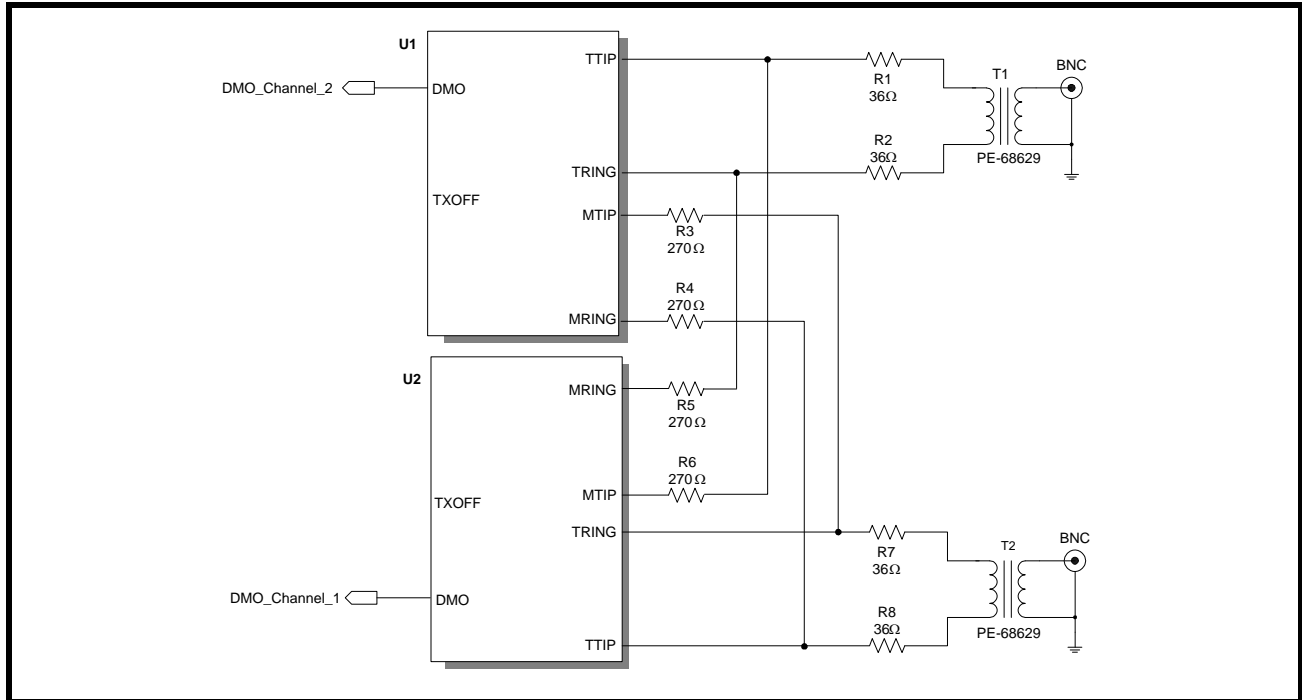 U1
TTIP
R1
36Ω
T1
BNC
DMO_Channel_2
DMO
R2
36Ω
PE-68629
TRING
TXOFF
MTIP
R3
270Ω
R4
270Ω
MRING
U2
MRING
R5
270Ω
R6
270Ω
TXOFF
MTIP
TRING
R7
36Ω
T2
BNC
DMO_Channel_1
DMO
R8
36Ω
PE-68629
TTIP